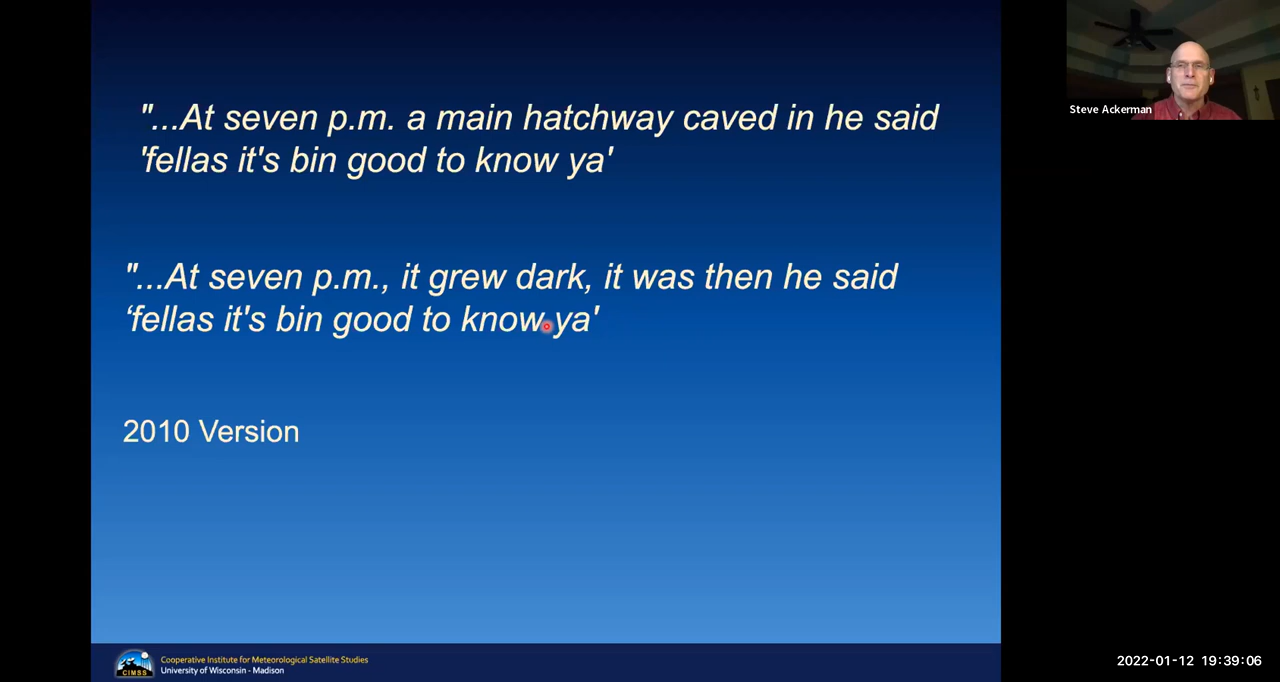 "...At seven p.m. a main hatchway caved in he said
'fellas it's bin good to know ya'
"...At seven p.m., it grew dark, it was then he said
‘fellas it's bin good to know ya'
2010 Version
Steve Ackerman
CIMSS
Cooperative Institute for Meteorological Satellite Studies
University of Wisconsin - Madison
2022-01-12 19:39:06